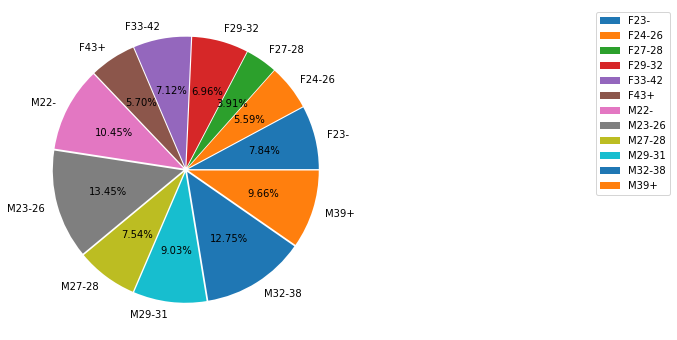 F33-42
F29-32
F43+
F27-28
F24-26
M22-
F23-
M23-26
M39+
M27-28
M32-38
M29-31
7.12%
6.96%
5.70%
3.91%
5.59%
10.45%
7.84%
13.45%
9.66%
7.54%
12.75%
9.03%
F23-
F24-26
F27-28
F29-32
F33-42
F43+
M22-
M23-26
M27-28
M29-31
M32-38
M39+